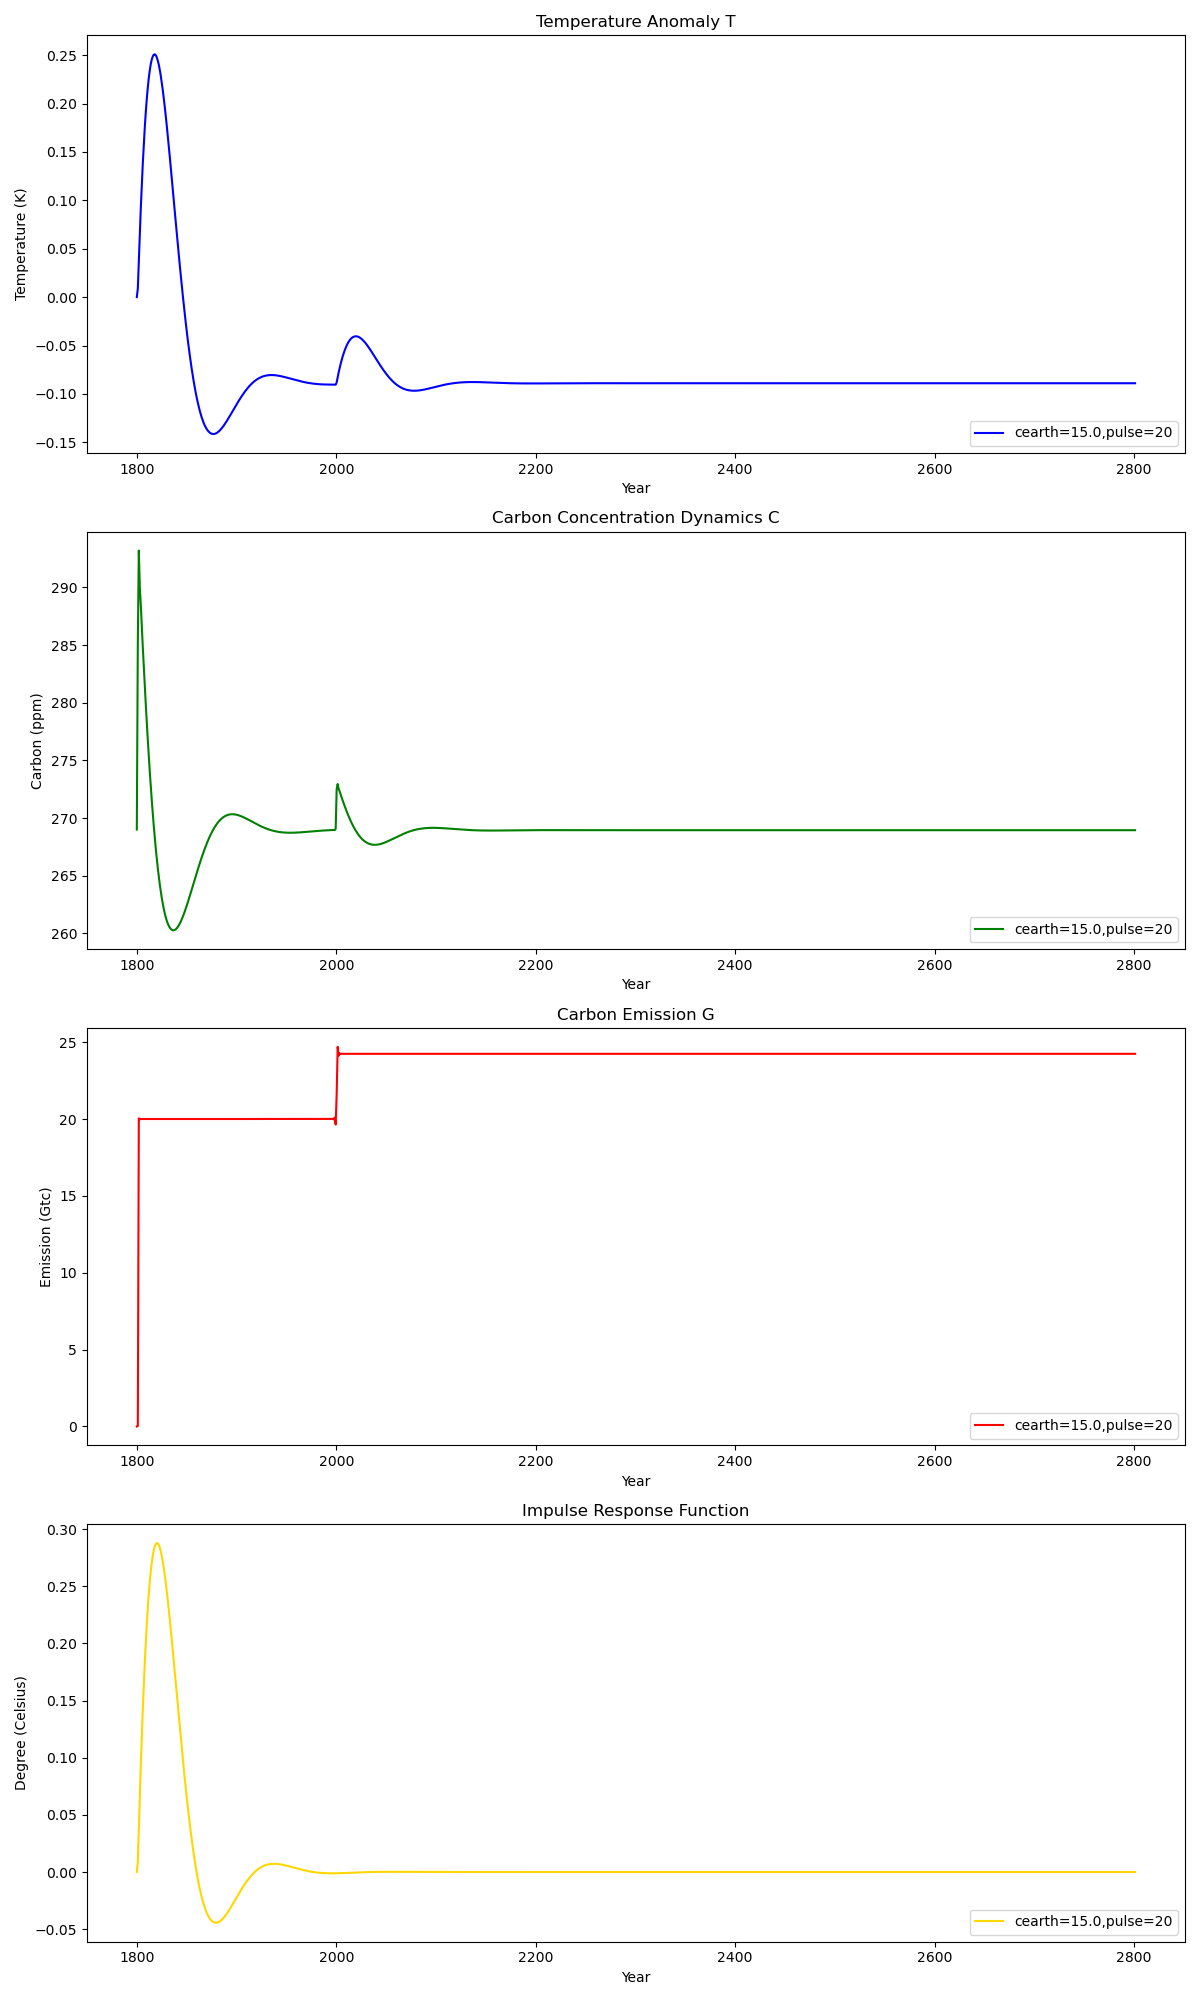 Temperature Anomaly T
0.25
0.20
0.15
0.10
0.05
0.00
−0.05
−0.10
−0.15
Temperature (K)
cearth=15.0,pulse=20
1800 2000 2200 2400 2600 2800
Year
Carbon Concentration Dynamics C
290
285
280
275
270
265
260
Carbon (ppm)
cearth=15.0,pulse=20
1800 2000 2200 2400 2600 2800
Year
Carbon Emission G
25
20
15
10
5
0
Emission (Gtc)
cearth=15.0,pulse=20
1800 2000 2200 2400 2600 2800
Year
Impulse Response Function
0.30
0.25
0.20
0.15
0.10
0.05
0.00
−0.05
Degree (Celsius)
cearth=15.0,pulse=20
1800 2000 2200 2400 2600 2800
Year